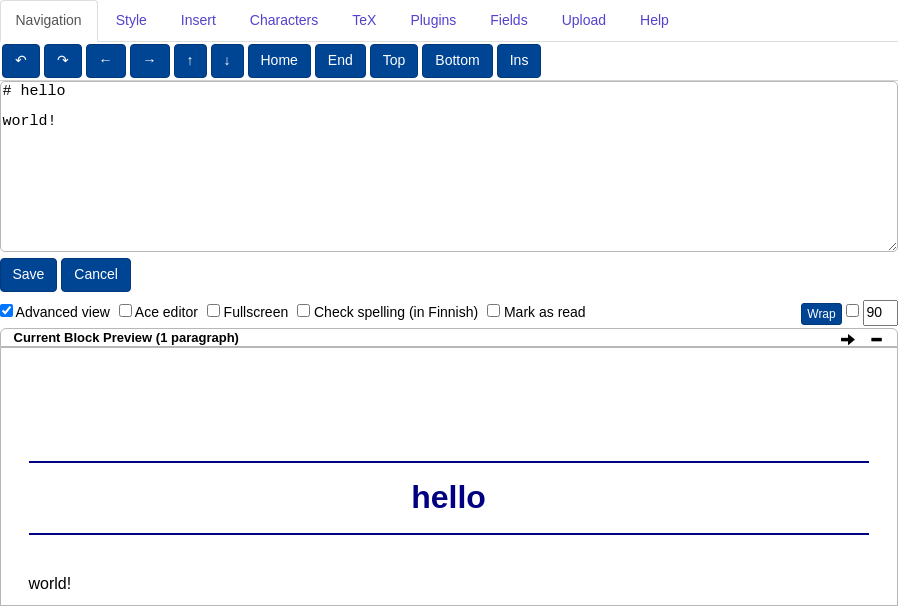 Navigation Style Insert Characters TeX Plugins Fields Upload Help
↶ ↷ ← → ↑ ↓ Home End Top Bottom Ins
# hello
world!
Save Cancel
Advanced view Ace editor Fullscreen Check spelling (in Finnish) Mark as read Wrap 90
Current Block Preview (1 paragraph)
hello
world!